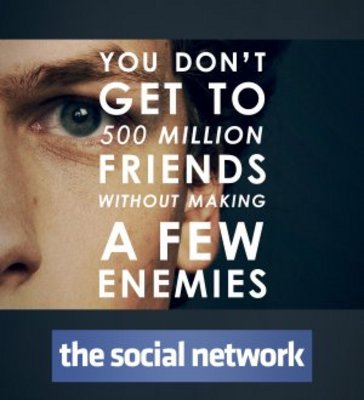 YOU DON'T
GET TO
500 MILLION
FRIENDS
WITHOUT MAKING
A FEW
ENEMIES
the social network